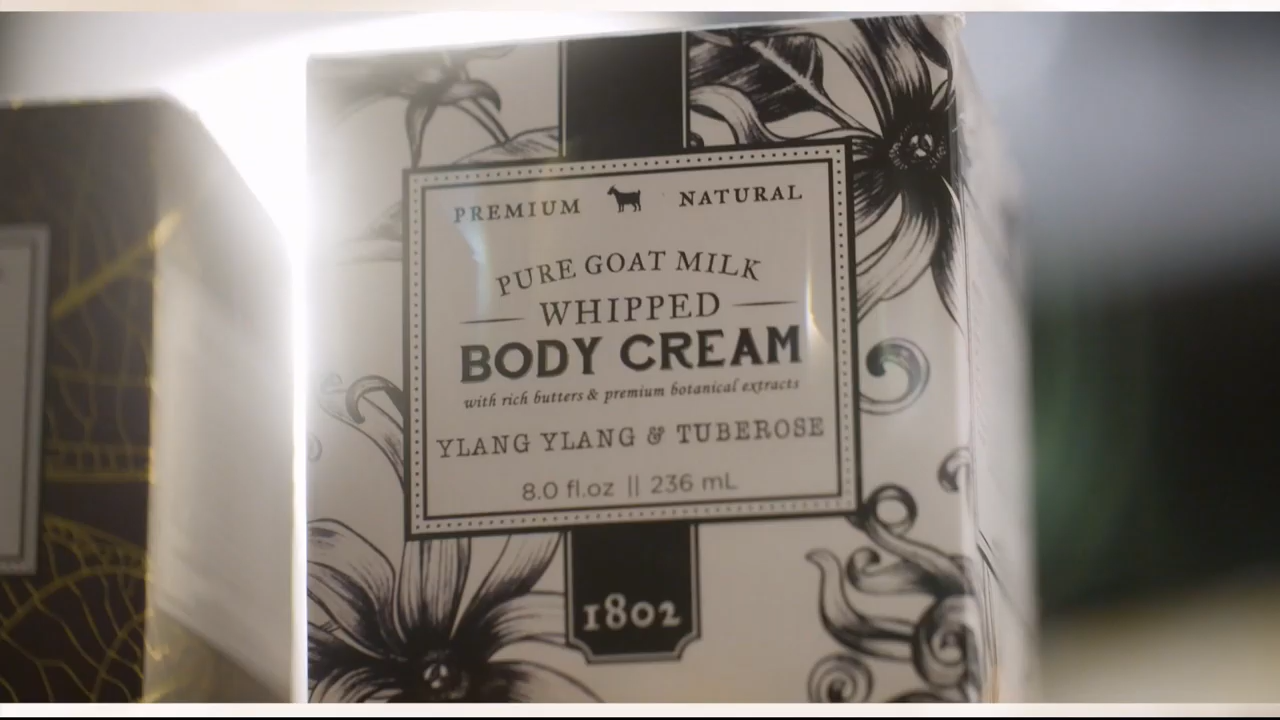 PREMIUM NATURAL
PURE GOAT MILK
WHIPPED
BODY CREAM
with rich butters & premium botanical extracts
YLANG YLANG & TUBEROSE
8.0 fl.oz || 236 mL
1802